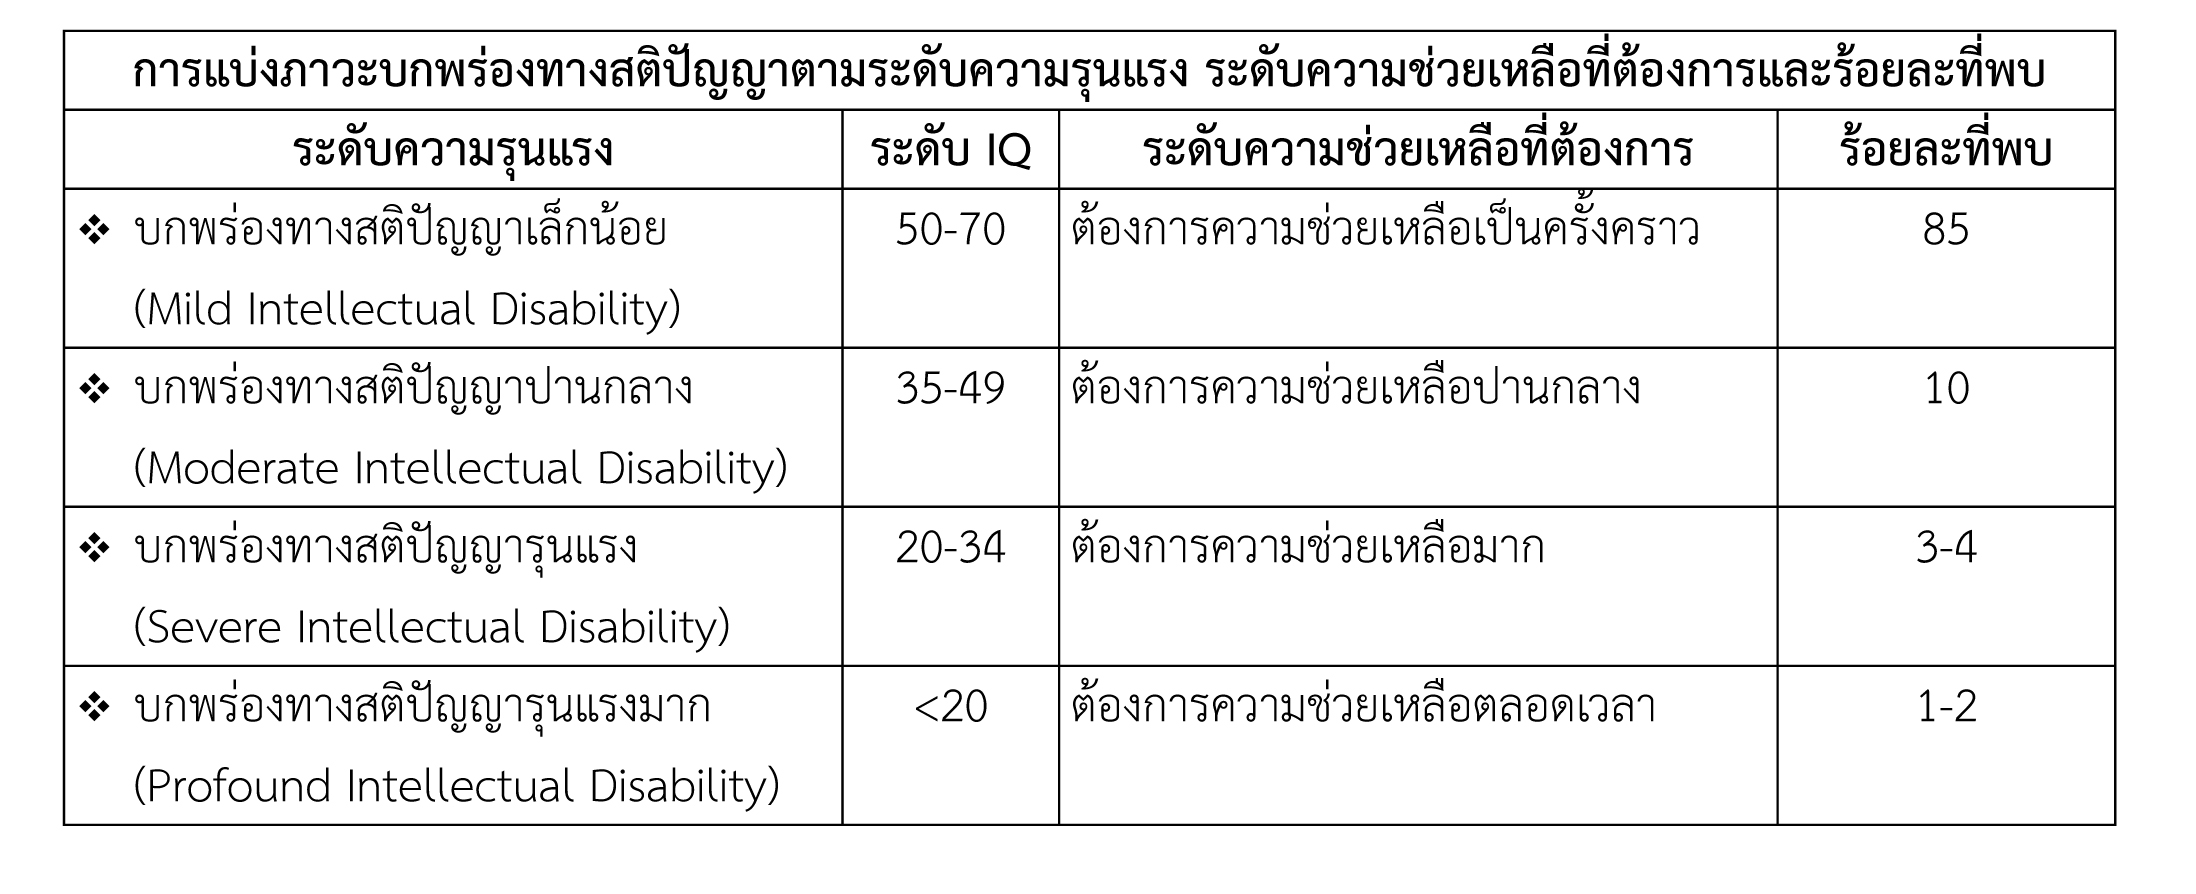 การแบ่งภาวะบกพร่องทางสติปัญญาตามระดับความรุนแรง ระดับความช่วยเหลือที่ต้องการและร้อยละที่พบ
ระดับความรุนแรง ระดับ IQ ระดับความช่วยเหลือที่ต้องการ ร้อยละที่พบ
❖ บกพร่องทางสติปัญญาเล็กน้อย 50-70 ต้องการความช่วยเหลือเป็นครั้งคราว 85
(Mild Intellectual Disability)
❖ บกพร่องทางสติปัญญาปานกลาง 35-49 ต้องการความช่วยเหลือปานกลาง 10
(Moderate Intellectual Disability)
❖ บกพร่องทางสติปัญญารุนแรง 20-34 ต้องการความช่วยเหลือมาก 3-4
(Severe Intellectual Disability)
❖ บกพร่องทางสติปัญญารุนแรงมาก <20 ต้องการความช่วยเหลือตลอดเวลา 1-2
(Profound Intellectual Disability)